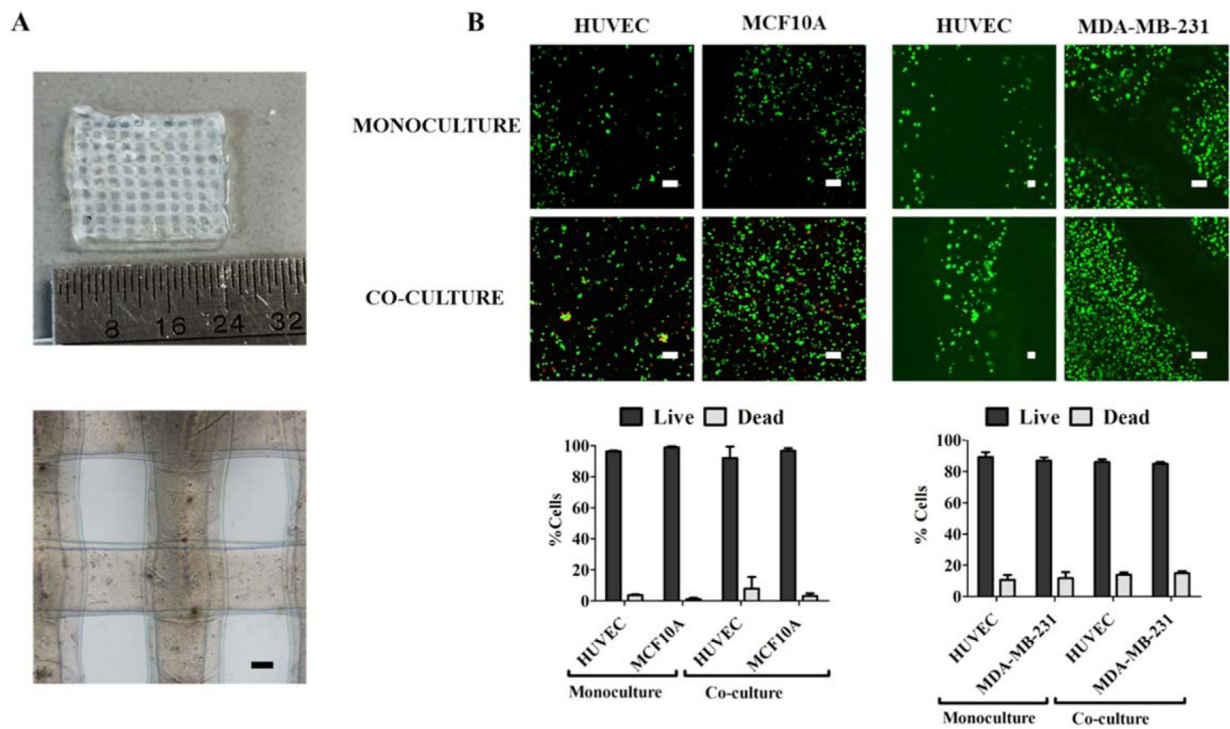 A
B
HUVEC
MCF10A
HUVEC
MDA-MB-231
MONOCULTURE
CO-CULTURE
8 16 24 32
Live Dead
100
80
60
40
20
0
%Cells
HUVEC
MCF10A
HUVEC
MCF10A
Monoculture
Co-culture
Live Dead
100
80
60
40
20
0
% Cells
HUVEC
MDA-MB-231
HUVEC
MDA-MB-231
Monoculture
Co-culture